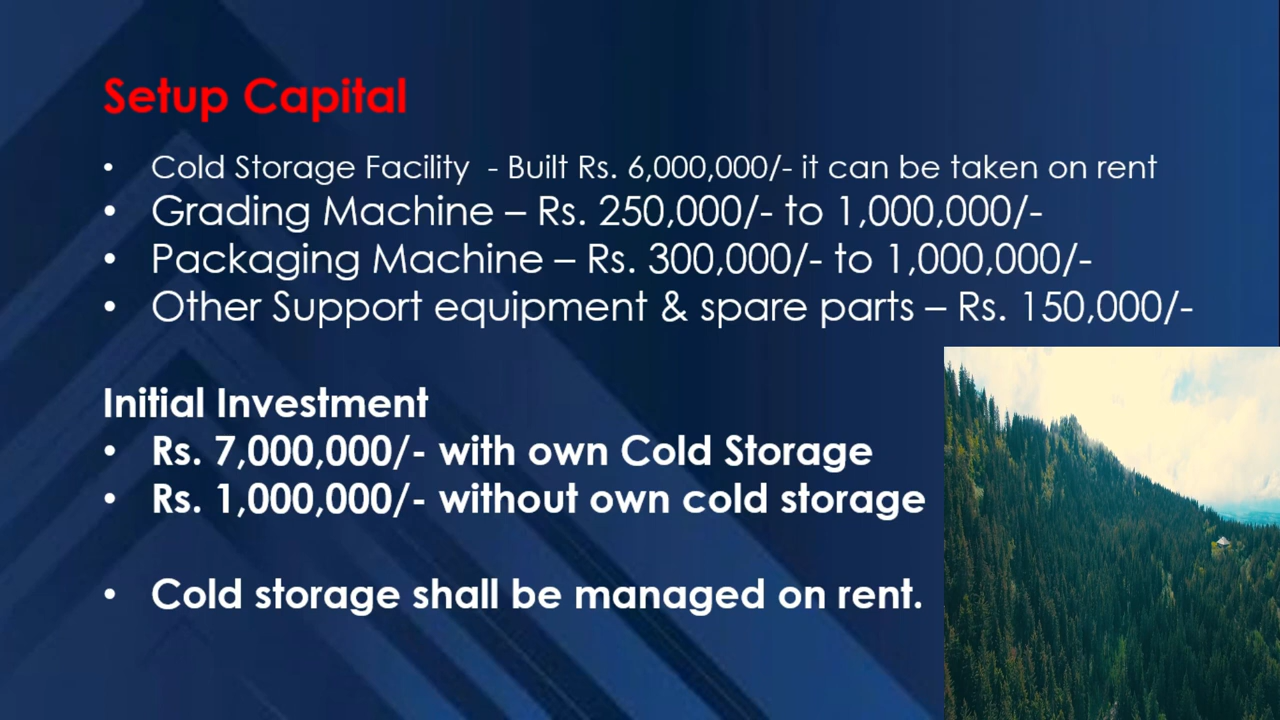 Setup Capital
• Cold Storage Facility - Built Rs. 6,000,000/- it can be taken on rent
• Grading Machine – Rs. 250,000/- to 1,000,000/-
• Packaging Machine – Rs. 300,000/- to 1,000,000/-
• Other Support equipment & spare parts – Rs. 150,000/-
Initial Investment
• Rs. 7,000,000/- with own Cold Storage
• Rs. 1,000,000/- without own cold storage
• Cold storage shall be managed on rent.